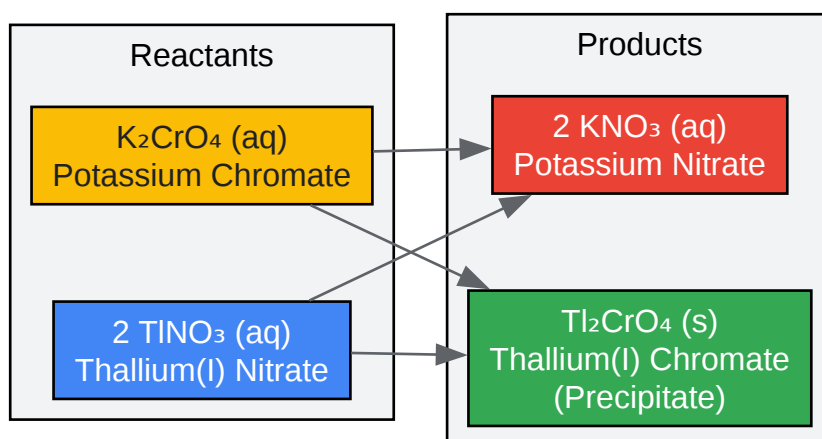 Reactants
K₂CrO₄ (aq)
Potassium Chromate
2 TlNO₃ (aq)
Thallium(I) Nitrate
Products
2 KNO₃ (aq)
Potassium Nitrate
Tl₂CrO₄ (s)
Thallium(I) Chromate
(Precipitate)